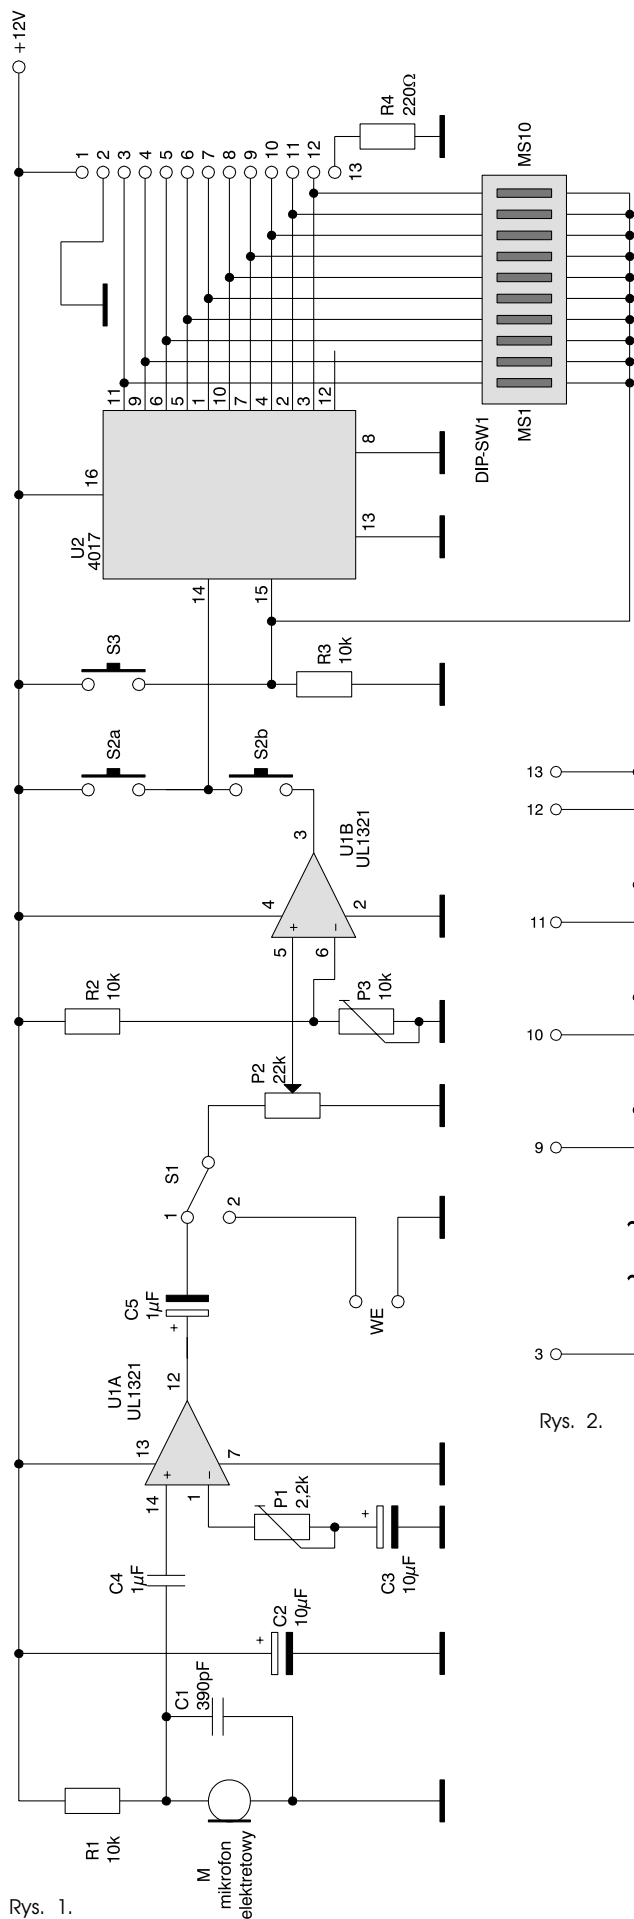 +12V
1
2
3
4
5
6
7
8
9
10
11
12
13
R4
220Ω
MS10
MS1
DIP-SW1
11
9
6
5
1
10
7
4
2
3
12
16
U2
4017
14
15
8
13
S3
R3
10k
S2a
S2b
3
U1B
UL1321
4
2
+
−
5
6
R2
10k
P3
10k
P2
22k
S1
1
2
WE
C5
1µF
+
12
U1A
UL1321
13
7
+
−
14
1
P1
2,2k
C4
1µF
+
C3
10µF
+
C2
10µF
C1
390pF
R1
10k
M
mikrofon
elektretowy
Rys. 1.
13
12
11
10
9
3
Rys. 2.